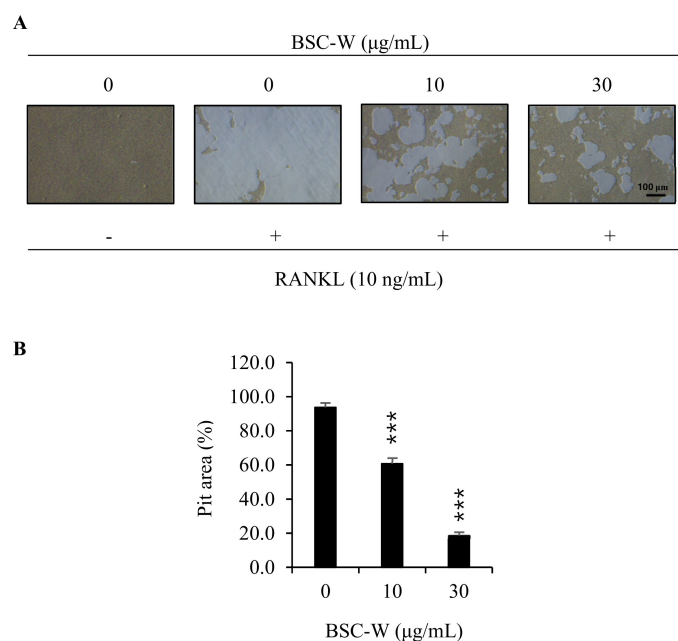 A
BSC-W (μg/mL)
0 0 10 30
100 μm
- + + +
RANKL (10 ng/mL)
B
120.0
100.0
80.0
60.0
40.0
20.0
0.0
Pit area (%)
***
***
0 10 30
BSC-W (μg/mL)